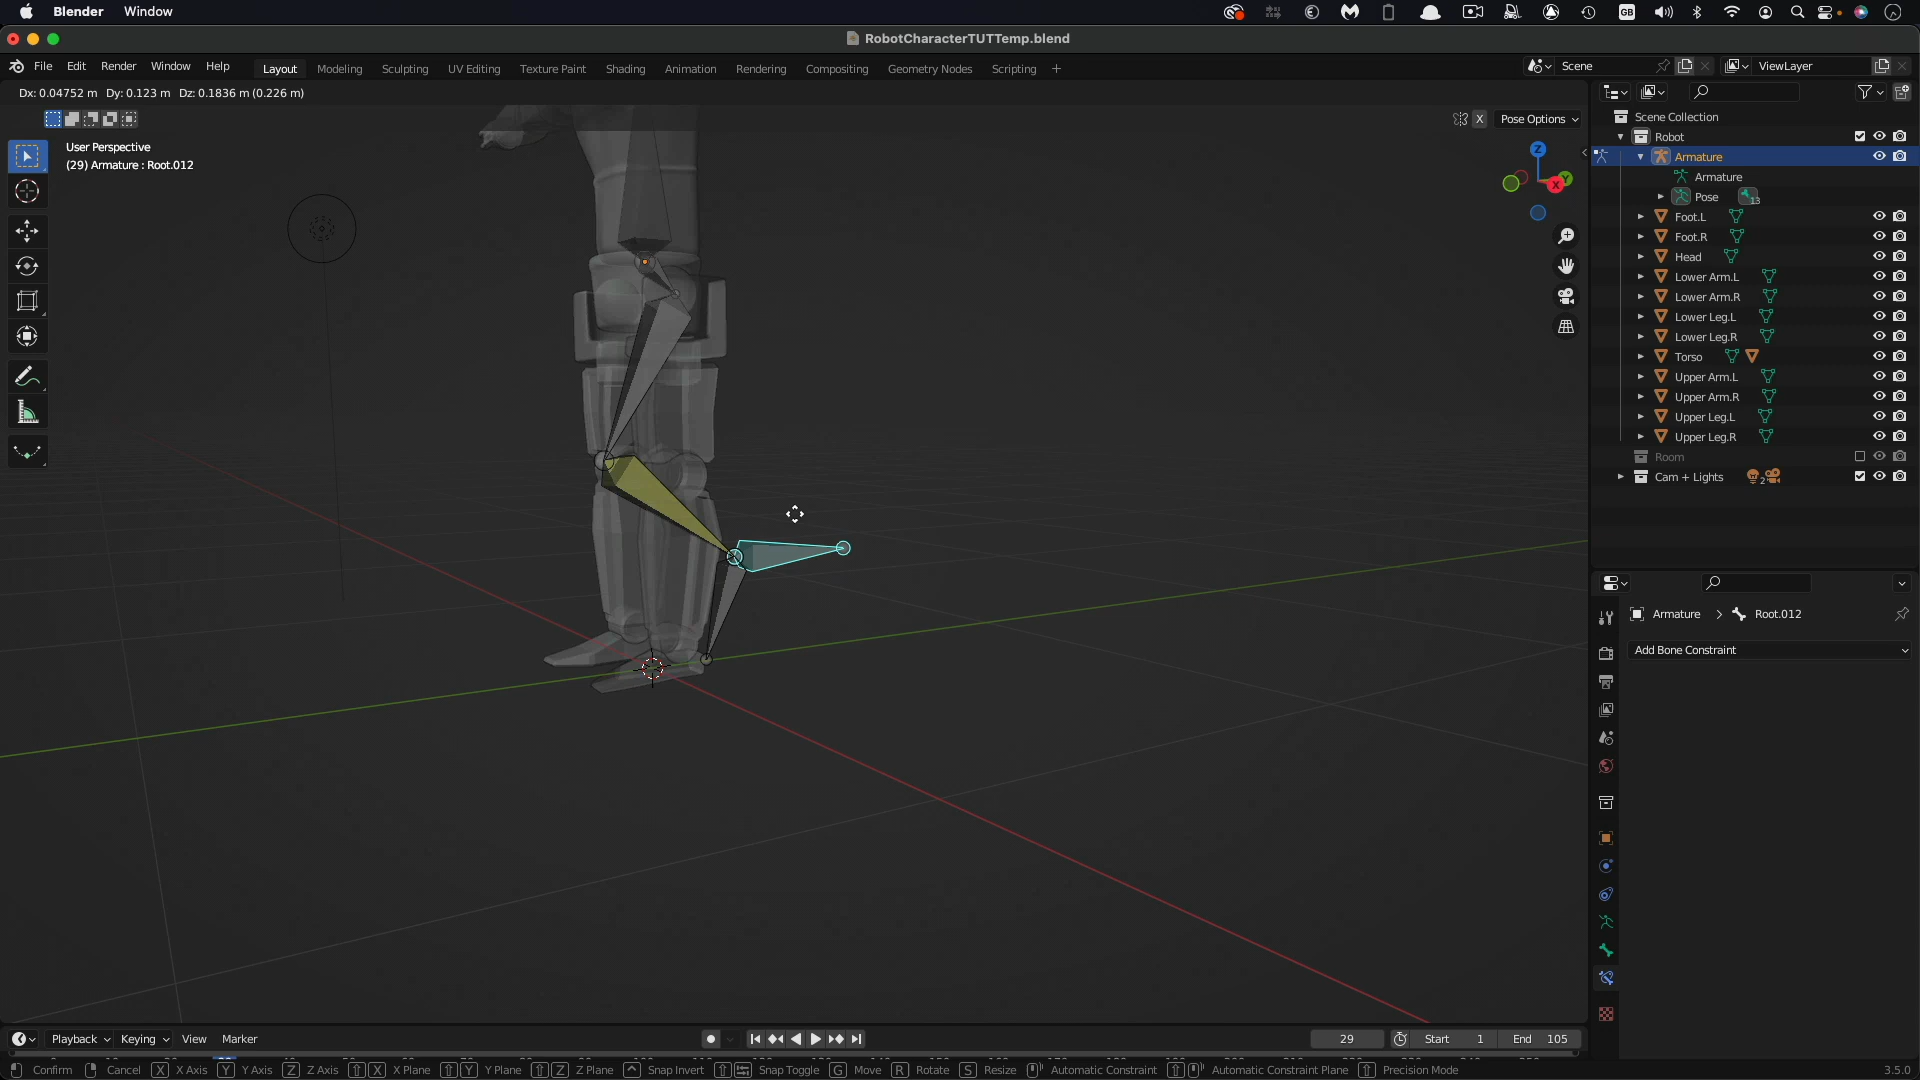 Blender Window
RobotCharacterTUTTemp.blend
File Edit Render Window Help Layout Modeling Sculpting UV Editing Texture Paint Shading Animation Rendering Compositing Geometry Nodes Scripting + Scene ViewLayer
Dx: 0.04752 m Dy: 0.123 m Dz: 0.1836 m (0.226 m)
X Pose Options
User Perspective
(29) Armature : Root.012
Z
Y
X
Scene Collection
Robot
Armature
Armature
Pose 13
Foot.L
Foot.R
Head
Lower Arm.L
Lower Arm.R
Lower Leg.L
Lower Leg.R
Torso
Upper Arm.L
Upper Arm.R
Upper Leg.L
Upper Leg.R
Room
Cam + Lights 2
Armature > Root.012
Add Bone Constraint
Playback Keying View Marker 29 Start 1 End 105
Confirm Cancel X X Axis Y Y Axis Z Z Axis X X Plane Y Y Plane Z Z Plane Snap Invert Snap Toggle G Move R Rotate S Resize Automatic Constraint Automatic Constraint Plane Precision Mode 3.5.0